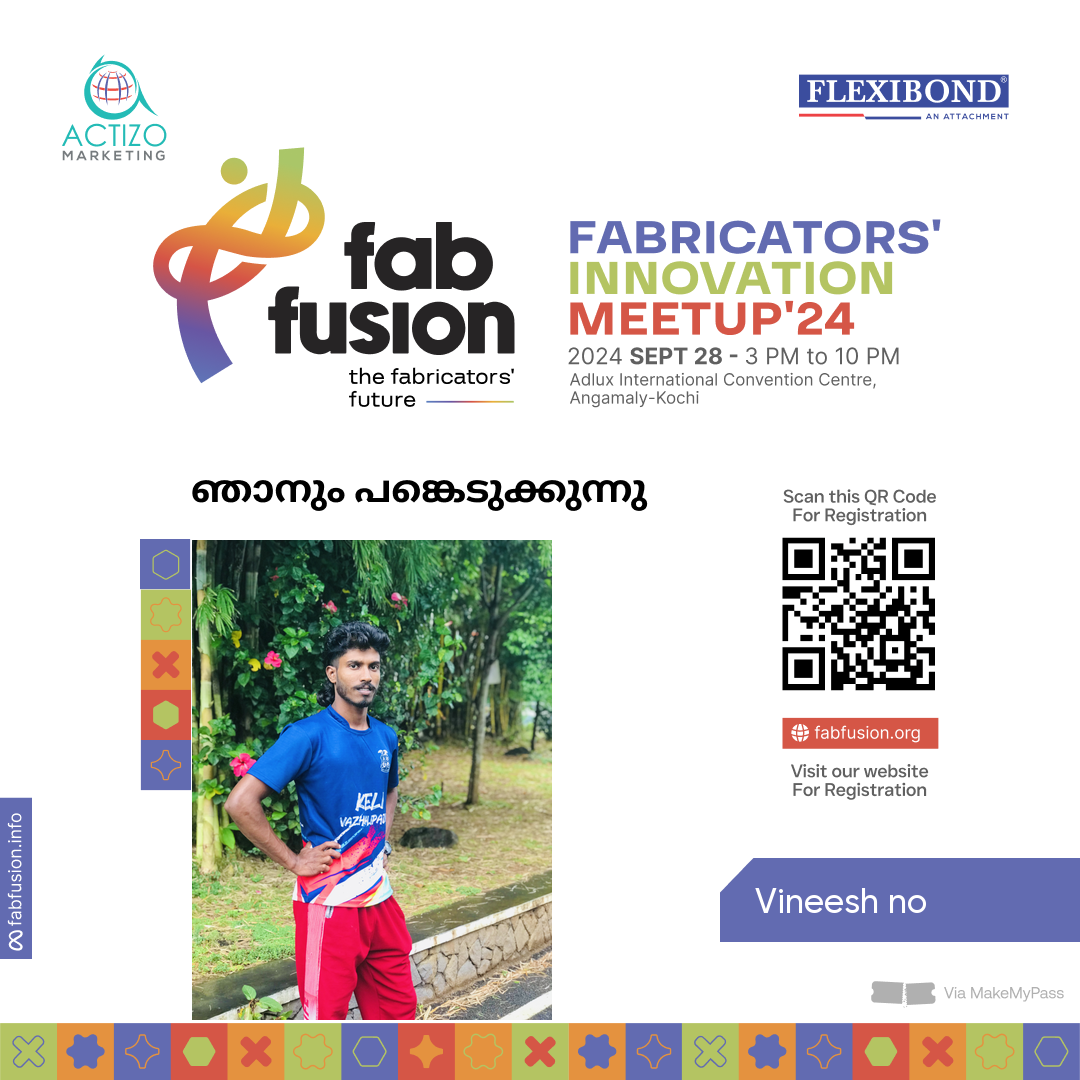 ACTIZO
MARKETING
FLEXIBOND®
AN ATTACHMENT
fab
fusion
the fabricators'
future
FABRICATORS'
INNOVATION
MEETUP'24
2024 SEPT 28 - 3 PM to 10 PM
Adlux International Convention Centre,
Angamaly-Kochi
ഞാനും പങ്കെടുക്കുന്നു
Scan this QR Code
For Registration
fabfusion.org
Visit our website
For Registration
KELI
fabfusion.info
Vineesh no
Via MakeMyPass